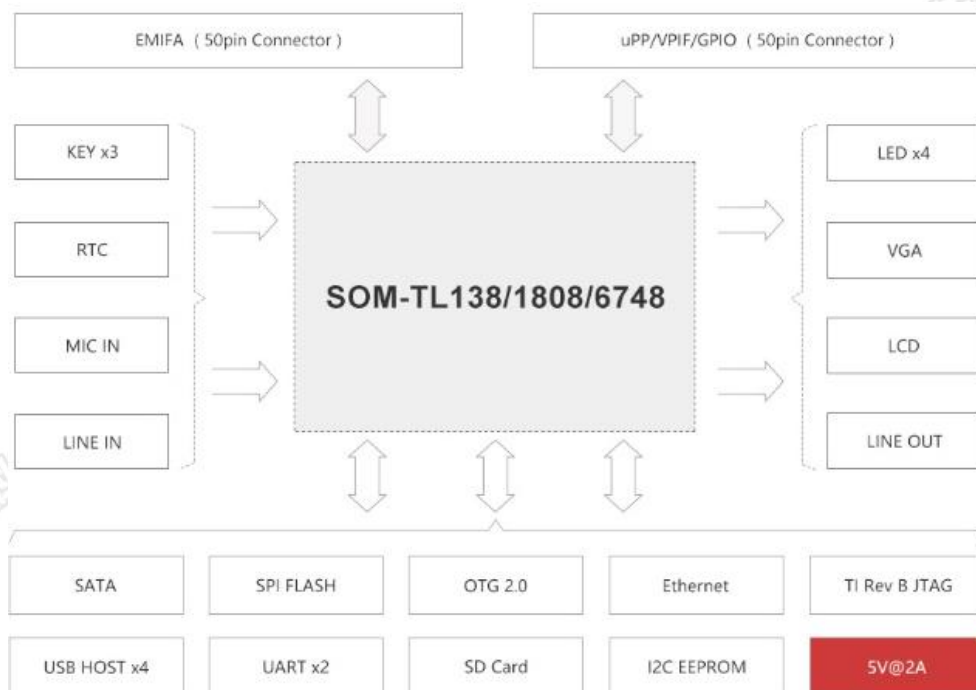 EMIFA ( 50pin Connector )
uPP/VPIF/GPIO ( 50pin Connector )
KEY x3
LED x4
RTC
VGA
SOM-TL138/1808/6748
MIC IN
LCD
LINE IN
LINE OUT
SATA
SPI FLASH
OTG 2.0
Ethernet
TI Rev B JTAG
USB HOST x4
UART x2
SD Card
I2C EEPROM
5V@2A